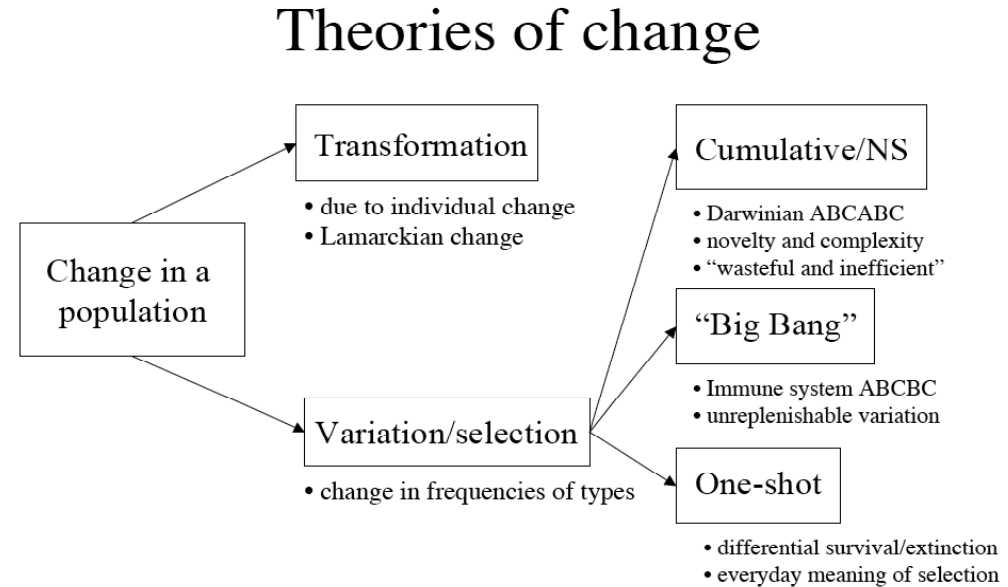 Theories of change
Change in a
population
Transformation
• due to individual change
• Lamarckian change
Variation/selection
• change in frequencies of types
Cumulative/NS
• Darwinian ABCABC
• novelty and complexity
• “wasteful and inefficient”
“Big Bang”
• Immune system ABCBC
• unreplenishable variation
One-shot
• differential survival/extinction
• everyday meaning of selection